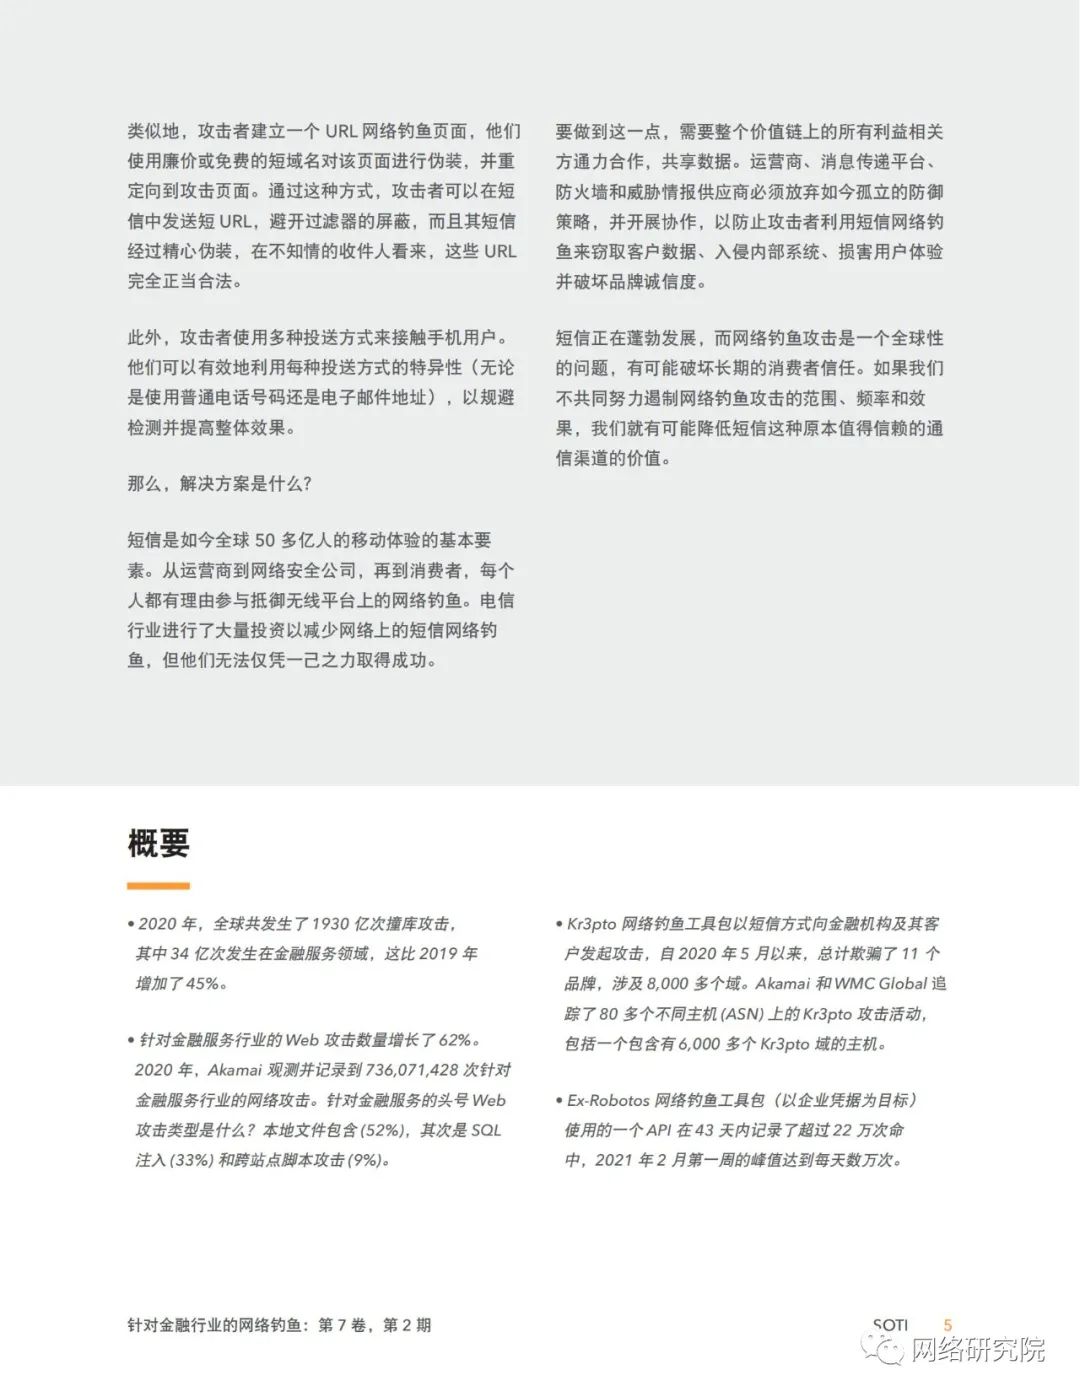 类似地，攻击者建立一个 URL 网络钓鱼页面，他们
使用廉价或免费的短域名对该页面进行伪装，并重
定向到攻击页面。通过这种方式，攻击者可以在短
信中发送短 URL，避开过滤器的屏蔽，而且其短信
经过精心伪装，在不知情的收件人看来，这些 URL
完全正当合法。
此外，攻击者使用多种投送方式来接触手机用户。
他们可以有效地利用每种投送方式的特异性（无论
是使用普通电话号码还是电子邮件地址），以规避
检测并提高整体效果。
那么，解决方案是什么？
短信是如今全球 50 多亿人的移动体验的基本要
素。从运营商到网络安全公司，再到消费者，每个
人都有理由参与抵御无线平台上的网络钓鱼。电信
行业进行了大量投资以减少网络上的短信网络钓
鱼，但他们无法仅凭一己之力取得成功。
要做到这一点，需要整个价值链上的所有利益相关
方通力合作，共享数据。运营商、消息传递平台、
防火墙和威胁情报供应商必须放弃如今孤立的防御
策略，并开展协作，以防止攻击者利用短信网络钓
鱼来窃取客户数据、入侵内部系统、损害用户体验
并破坏品牌诚信度。
短信正在蓬勃发展，而网络钓鱼攻击是一个全球性
的问题，有可能破坏长期的消费者信任。如果我们
不共同努力遏制网络钓鱼攻击的范围、频率和效
果，我们就有可能降低短信这种原本值得信赖的通
信渠道的价值。
概要
• 2020 年，全球共发生了 1930 亿次撞库攻击，
其中 34 亿次发生在金融服务领域，这比 2019 年
增加了 45%。
• 针对金融服务行业的 Web 攻击数量增长了 62%。
2020 年，Akamai 观测并记录到 736,071,428 次针对
金融服务行业的网络攻击。针对金融服务的头号 Web
攻击类型是什么？本地文件包含 (52%)，其次是 SQL
注入 (33%) 和跨站点脚本攻击 (9%)。
• Kr3pto 网络钓鱼工具包以短信方式向金融机构及其客
户发起攻击，自 2020 年 5 月以来，总计欺骗了 11 个
品牌，涉及 8,000 多个域。Akamai 和 WMC Global 追
踪了 80 多个不同主机 (ASN) 上的 Kr3pto 攻击活动，
包括一个包含有 6,000 多个 Kr3pto 域的主机。
• Ex-Robotos 网络钓鱼工具包（以企业凭据为目标）
使用的一个 API 在 43 天内记录了超过 22 万次命
中，2021 年 2 月第一周的峰值达到每天数万次。
针对金融行业的网络钓鱼：第 7 卷，第 2 期
SOTI 5
网络研究院